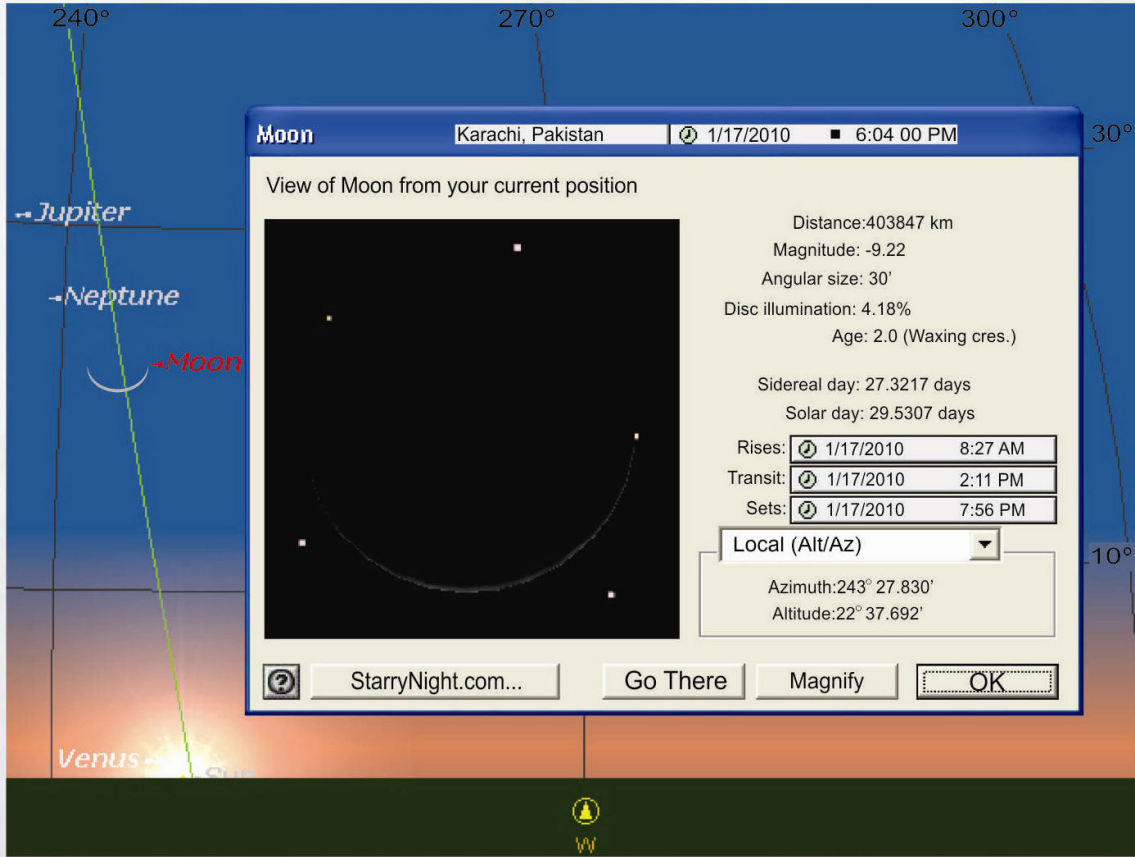 240° 270° 300°
Moon Karachi, Pakistan 1/17/2010 6:04 00 PM
30°
View of Moon from your current position
Jupiter
Distance:403847 km
Magnitude: -9.22
Angular size: 30'
Neptune
Disc illumination: 4.18%
Age: 2.0 (Waxing cres.)
Moon
Sidereal day: 27.3217 days
Solar day: 29.5307 days
Rises: 1/17/2010 8:27 AM
Transit: 1/17/2010 2:11 PM
Sets: 1/17/2010 7:56 PM
Local (Alt/Az)
10°
Azimuth:243° 27.830'
Altitude:22° 37.692'
? StarryNight.com... Go There Magnify OK
Venus
Sun
W